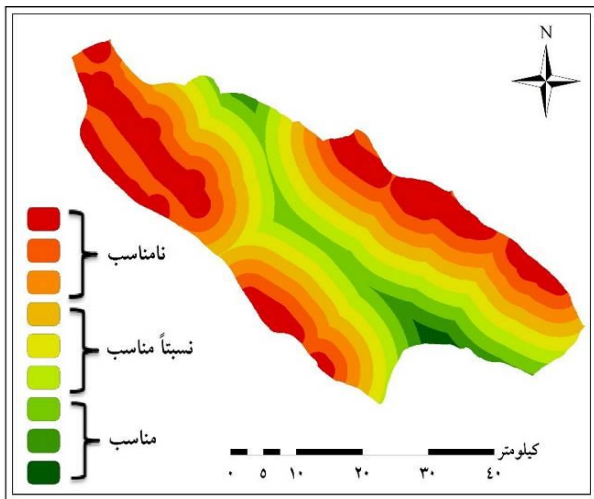 N
نامناسب
نسبتاً مناسب
مناسب
کیلومتر
۰ ۵ ۱۰ ۲۰ ۳۰ ۴۰